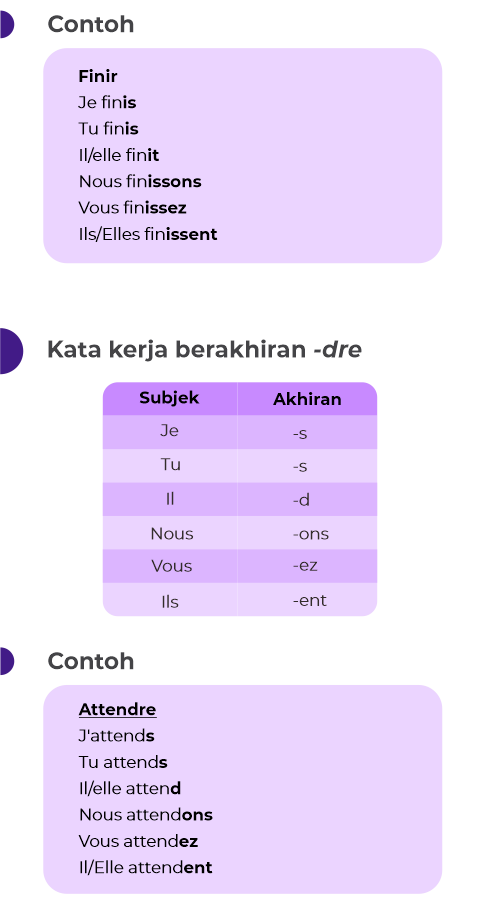 Contoh
Finir
Je finis
Tu finis
Il/elle finit
Nous finissons
Vous finissez
Ils/Elles finissent
Kata kerja berakhiran -dre
Subjek Akhiran
Je -s
Tu -s
Il -d
Nous -ons
Vous -ez
Ils -ent
Contoh
Attendre
J'attends
Tu attends
Il/elle attend
Nous attendons
Vous attendez
Il/Elle attendent